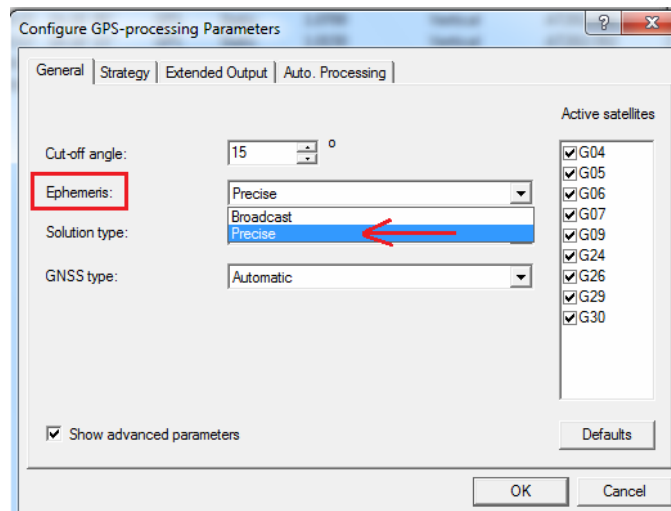 Configure GPS-processing Parameters
General Strategy Extended Output Auto. Processing
Active satellites
Cut-off angle: 15 °
Ephemeris: Precise
Broadcast
Precise
Solution type:
GNSS type: Automatic
G04
G05
G06
G07
G09
G24
G26
G29
G30
Show advanced parameters
Defaults
OK Cancel